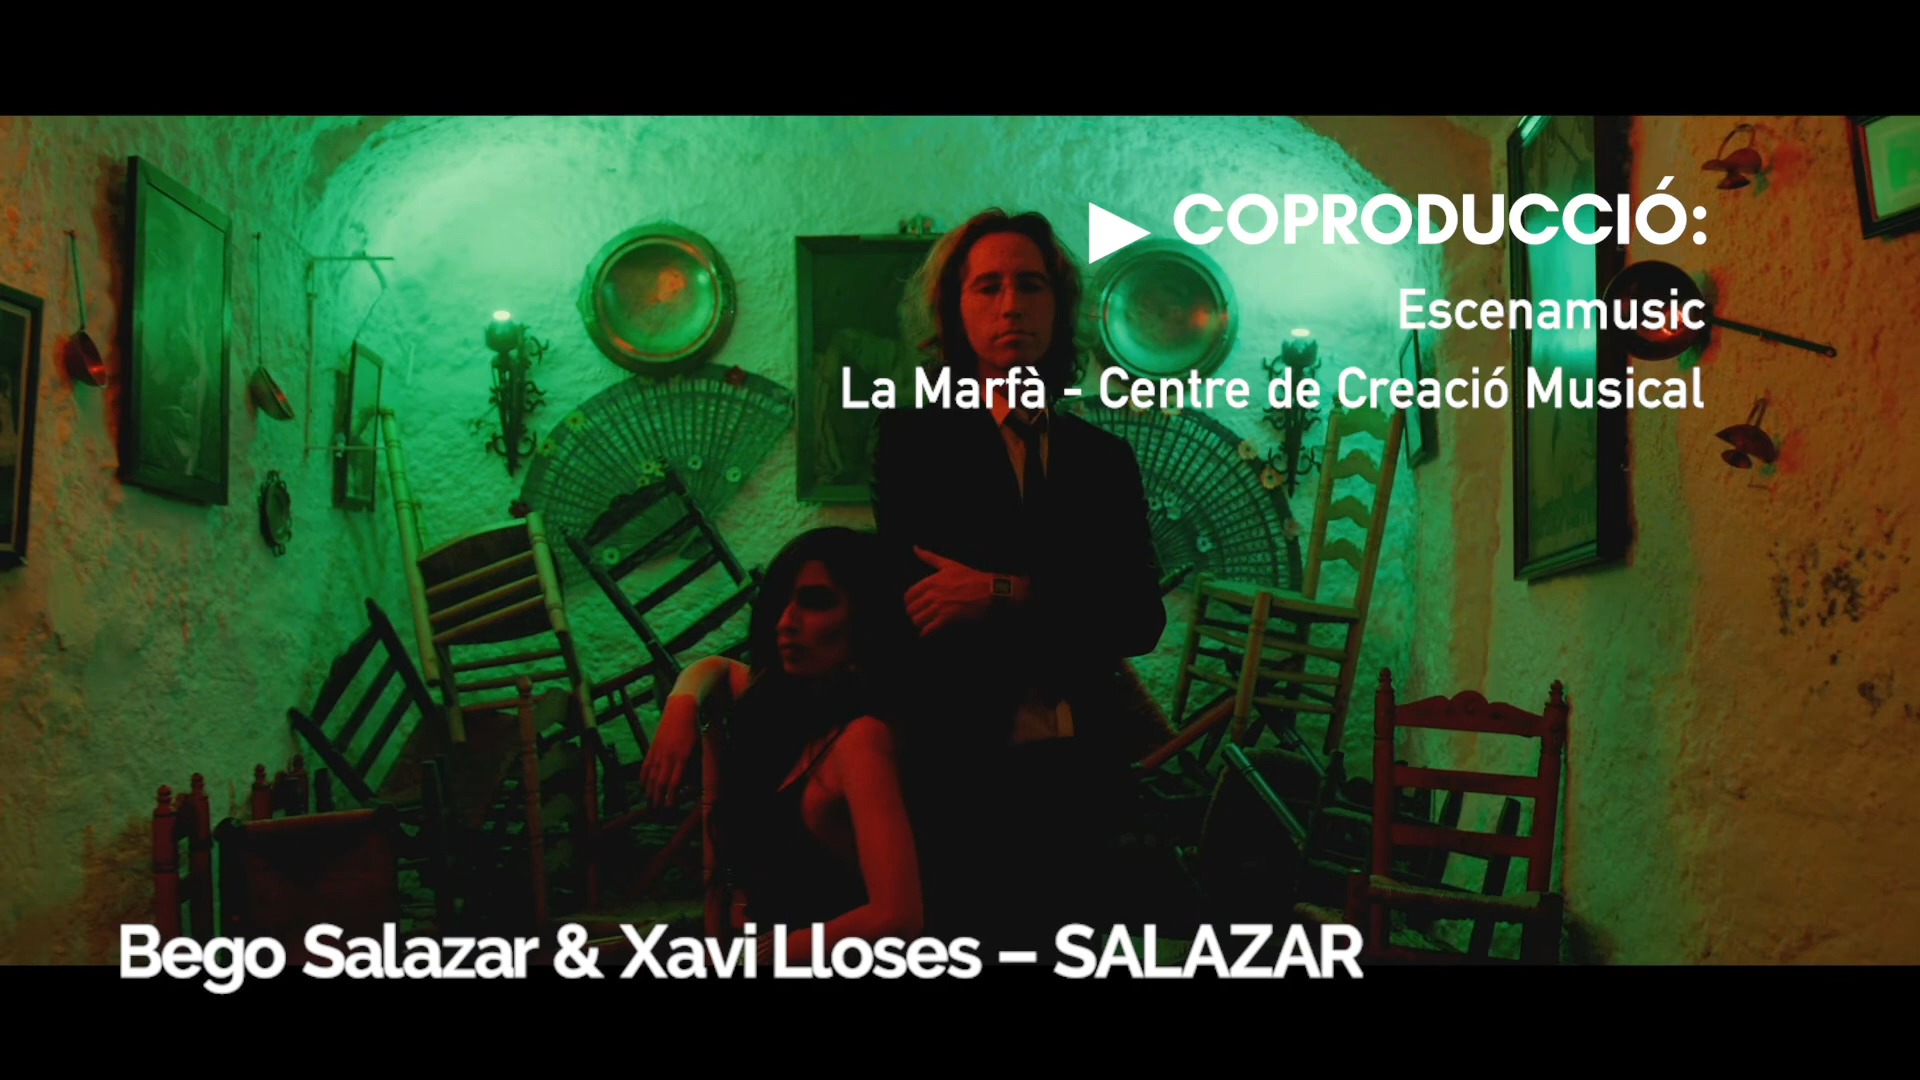 COPRODUCCIÓ:
Escenamusic
La Marfà - Centre de Creació Musical
Bego Salazar & Xavi Lloses – SALAZAR